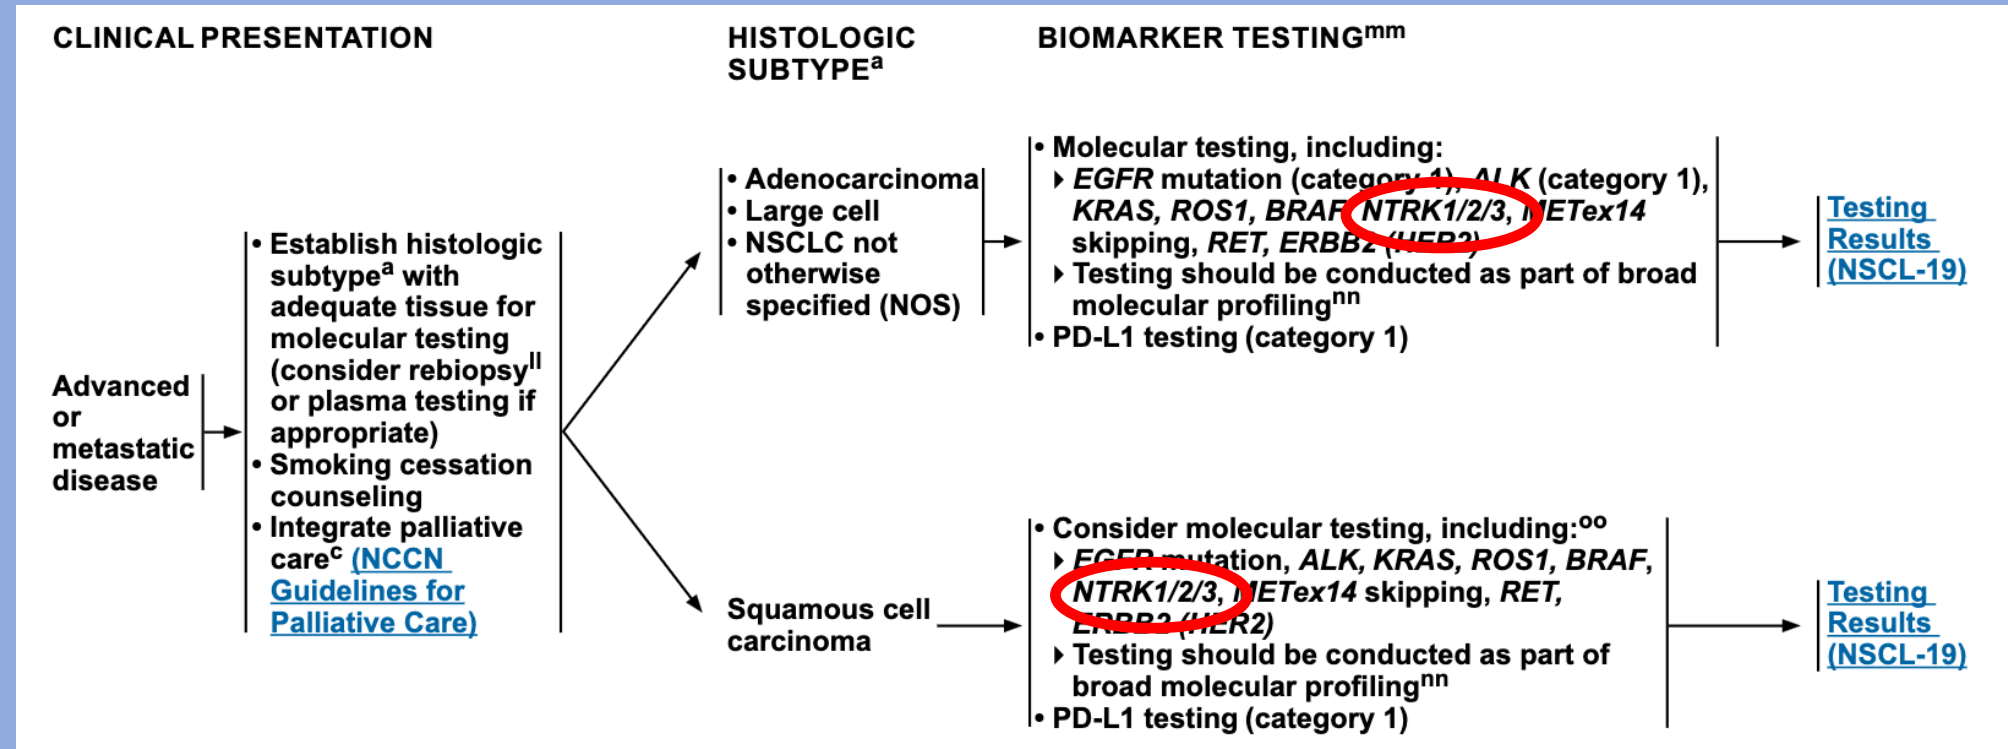 CLINICAL PRESENTATION
HISTOLOGIC
SUBTYPEᵃ
BIOMARKER TESTINGᵐᵐ
Advanced
or
metastatic
disease
• Establish histologic
subtypeᵃ with
adequate tissue for
molecular testing
(consider rebiopsyˡˡ
or plasma testing if
appropriate)
• Smoking cessation
counseling
• Integrate palliative
careᶜ (NCCN
Guidelines for
Palliative Care)
• Adenocarcinoma
• Large cell
• NSCLC not
otherwise
specified (NOS)
• Molecular testing, including:
▸ EGFR mutation (category 1), ALK (category 1),
KRAS, ROS1, BRAF, NTRK1/2/3, METex14
skipping, RET, ERBB2 (HER2)
▸ Testing should be conducted as part of broad
molecular profilingⁿⁿ
• PD-L1 testing (category 1)
Testing
Results
(NSCL-19)
Squamous cell
carcinoma
• Consider molecular testing, including:ᵒᵒ
▸ EGFR mutation, ALK, KRAS, ROS1, BRAF,
NTRK1/2/3, METex14 skipping, RET,
ERBB2 (HER2)
▸ Testing should be conducted as part of
broad molecular profilingⁿⁿ
• PD-L1 testing (category 1)
Testing
Results
(NSCL-19)